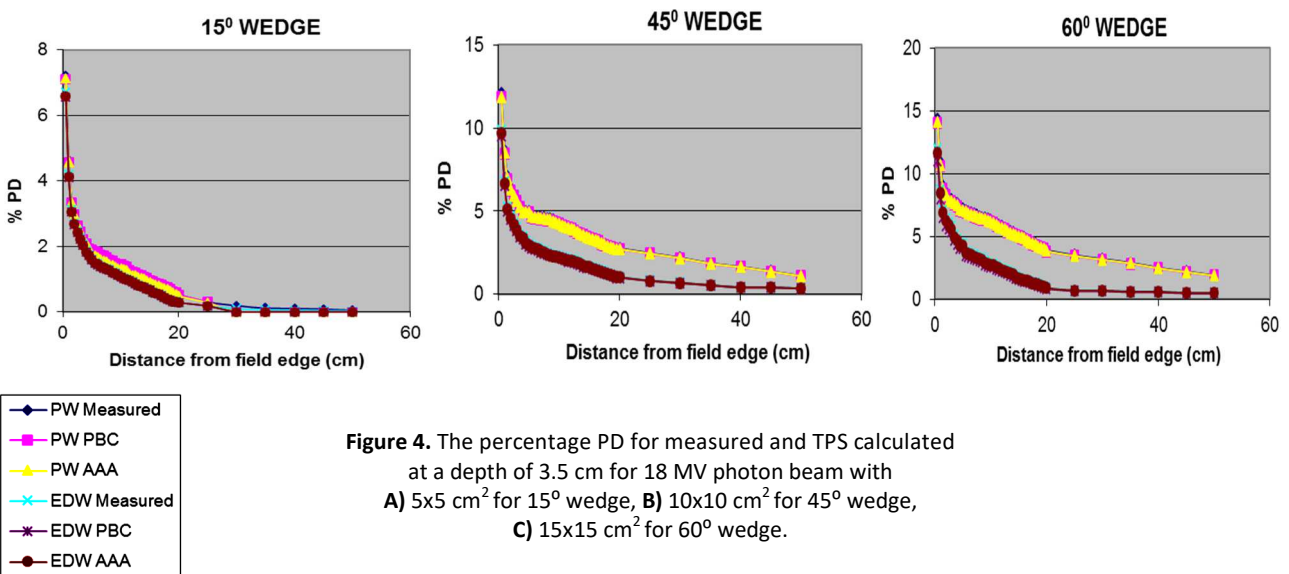 15⁰ WEDGE
8
6
4
2
0
% PD
0 20 40 60
Distance from field edge (cm)
45⁰ WEDGE
15
10
5
0
% PD
0 20 40 60
Distance from field edge (cm)
60⁰ WEDGE
20
15
10
5
0
% PD
0 20 40 60
Distance from field edge (cm)
PW Measured
PW PBC
PW AAA
EDW Measured
EDW PBC
EDW AAA
Figure 4. The percentage PD for measured and TPS calculated
at a depth of 3.5 cm for 18 MV photon beam with
A) 5x5 cm² for 15⁰ wedge, B) 10x10 cm² for 45⁰ wedge,
C) 15x15 cm² for 60⁰ wedge.